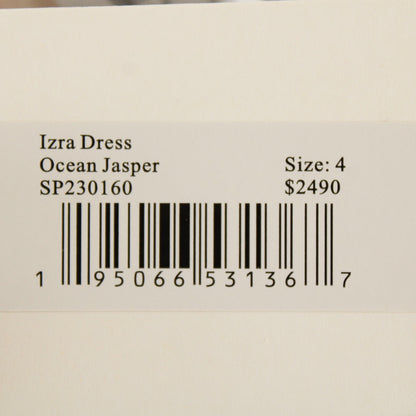 Izra Dress
Ocean Jasper
Size: 4
SP230160
$2490
1 95066 53136 7